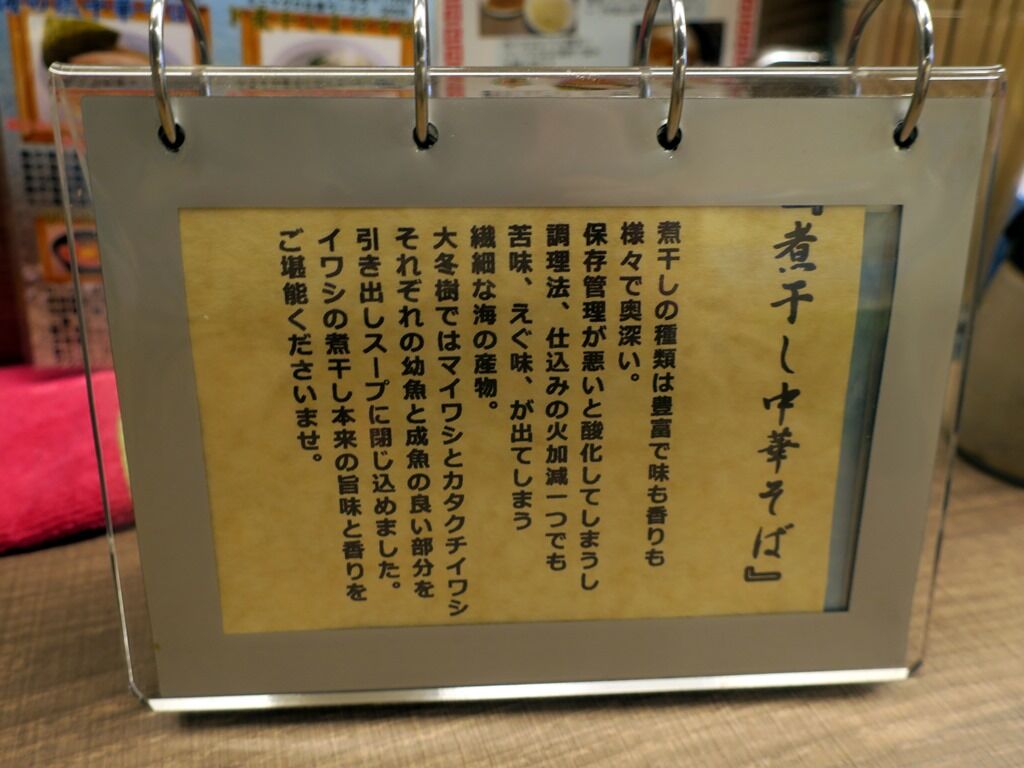 『煮干し中華そば』
煮干しの種類は豊富で味も香りも
様々で奥深い。
保存管理が悪いと酸化してしまうし
調理法、仕込みの火加減一つでも
苦味、えぐ味、が出てしまう
繊細な海の産物。
大冬樹ではマイワシとカタクチイワシ
それぞれの幼魚と成魚の良い部分を
引き出しスープに閉じ込めました。
イワシの煮干し本来の旨味と香りを
ご堪能くださいませ。